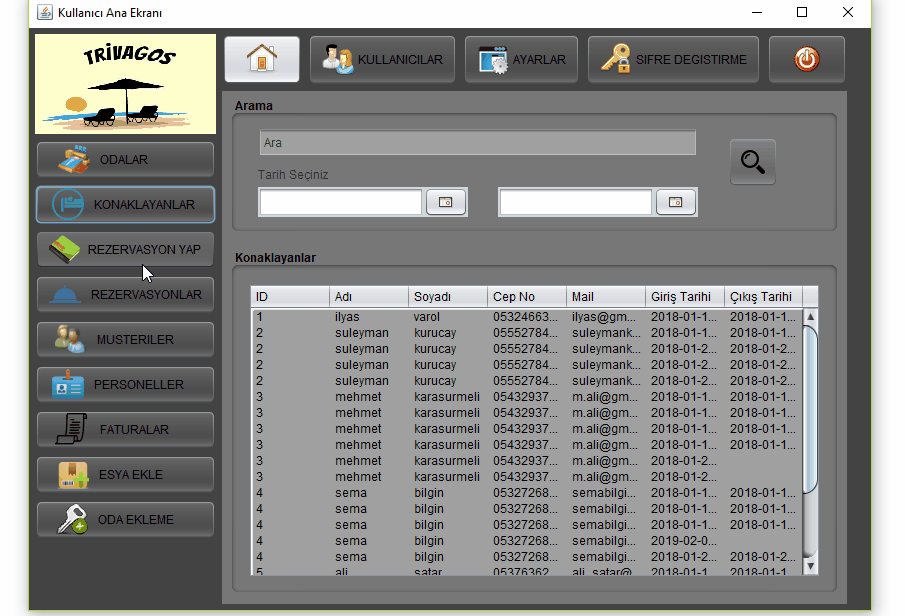 Kullanıcı Ana Ekranı
TRİVAGOS
KULLANICILAR
AYARLAR
SIFRE DEGISTIRME
ODALAR
KONAKLAYANLAR
REZERVASYON YAP
REZERVASYONLAR
MUSTERILER
PERSONELLER
FATURALAR
ESYA EKLE
ODA EKLEME
Arama
Ara
Tarih Seçiniz
Konaklayanlar
ID Adı Soyadı Cep No Mail Giriş Tarihi Çıkış Tarihi
1 ilyas varol 05324663... ilyas@gm... 2018-01-1... 2018-01-1...
2 suleyman kurucay 05552784... suleymank... 2018-01-1... 2018-01-1...
2 suleyman kurucay 05552784... suleymank... 2018-01-2... 2018-01-2...
2 suleyman kurucay 05552784... suleymank... 2018-01-2... 2018-01-2...
2 suleyman kurucay 05552784... suleymank... 2018-01-2... 2018-01-2...
3 mehmet karasurmeli 05432937... m.ali@gm... 2018-01-1... 2018-01-1...
3 mehmet karasurmeli 05432937... m.ali@gm... 2018-01-1... 2018-01-1...
3 mehmet karasurmeli 05432937... m.ali@gm... 2018-01-1... 2018-01-1...
3 mehmet karasurmeli 05432937... m.ali@gm... 2018-01-1... 2018-01-1...
3 mehmet karasurmeli 05432937... m.ali@gm... 2018-01-2...
3 mehmet karasurmeli 05432937... m.ali@gm... 2018-01-2...
4 sema bilgin 05327268... semabilgi... 2018-01-1... 2018-01-1...
4 sema bilgin 05327268... semabilgi... 2018-01-1... 2018-01-1...
4 sema bilgin 05327268... semabilgi... 2018-01-1... 2018-01-1...
4 sema bilgin 05327268... semabilgi... 2019-02-0...
4 sema bilgin 05327268... semabilgi... 2018-01-2... 2018-01-2...
5 ali satar 05376362... ali_satar@... 2018-01-1... 2018-01-1...